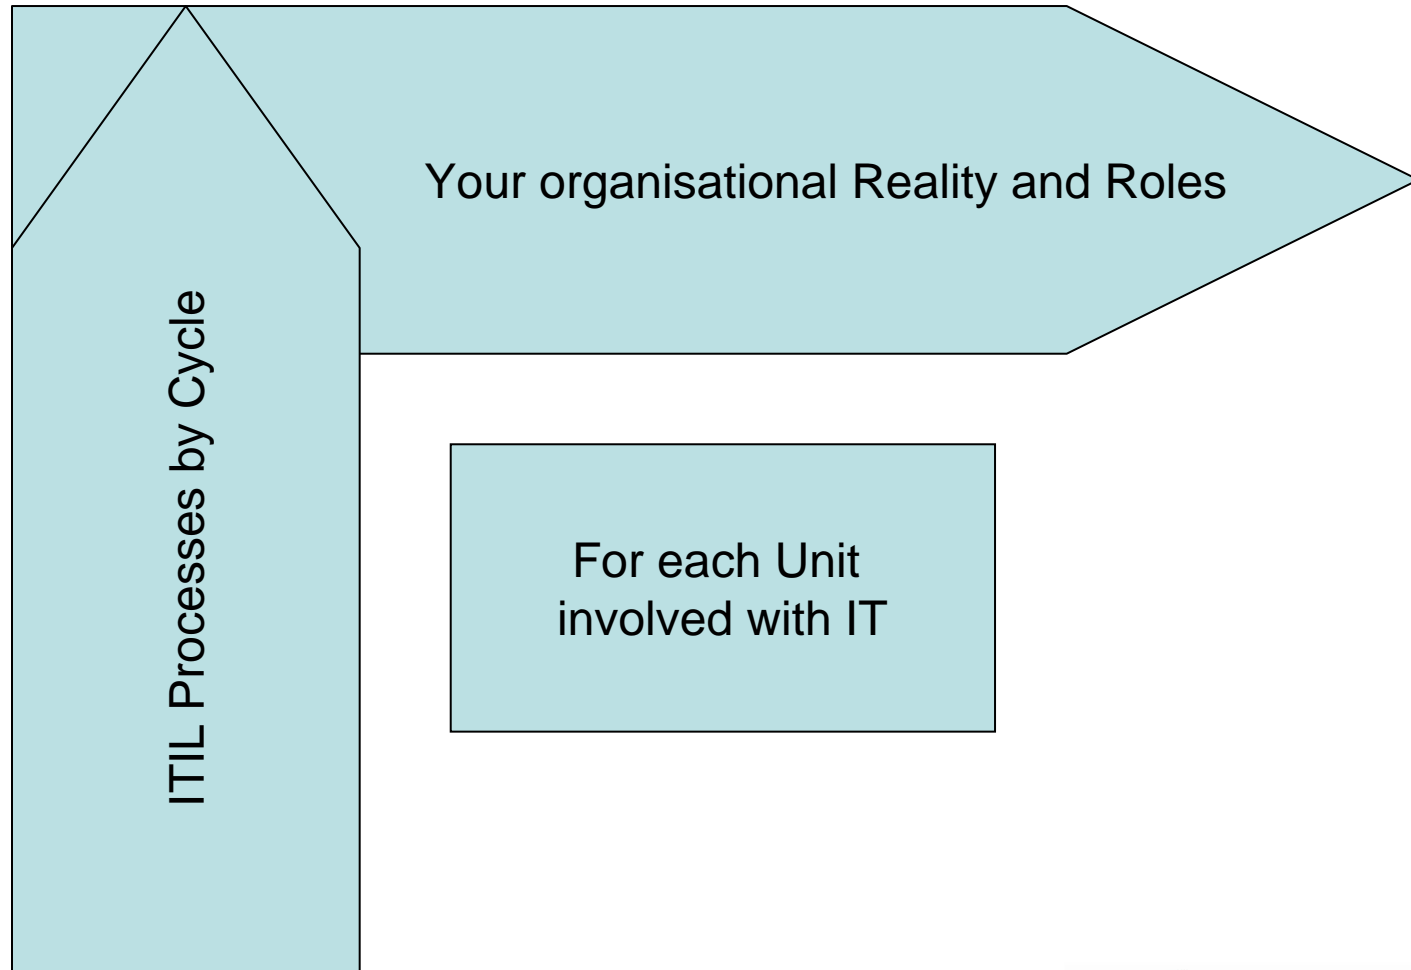 Your organisational Reality and Roles
ITIL Processes by Cycle
For each Unit
involved with IT